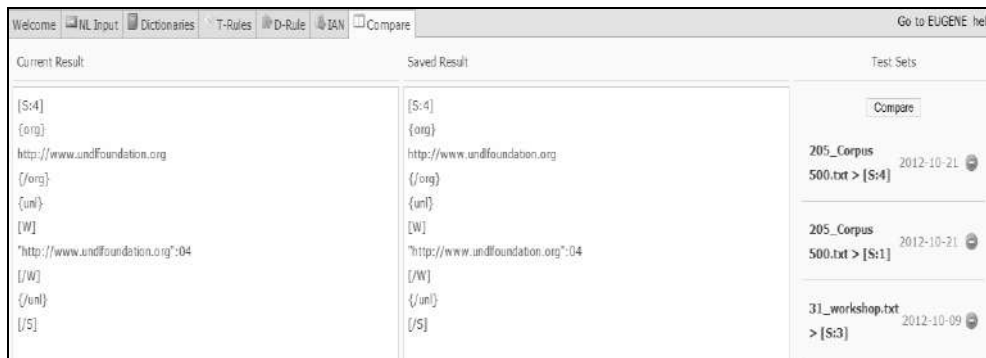 Welcome NL Input Dictionaries T-Rules D-Rule IAN Compare Go to EUGENE hel
Current Result Saved Result Test Sets
[S:4]
{org}
http://www.undlfoundation.org
{/org}
{unl}
[W]
"http://www.undlfoundation.org":04
[/W]
{/unl}
[/S]
[S:4]
{org}
http://www.undlfoundation.org
{/org}
{unl}
[W]
"http://www.undlfoundation.org":04
[/W]
{/unl}
[/S]
Compare
205_Corpus
500.txt > [S:4] 2012-10-21
205_Corpus
500.txt > [S:1] 2012-10-21
31_workshop.txt
> [S:3] 2012-10-09